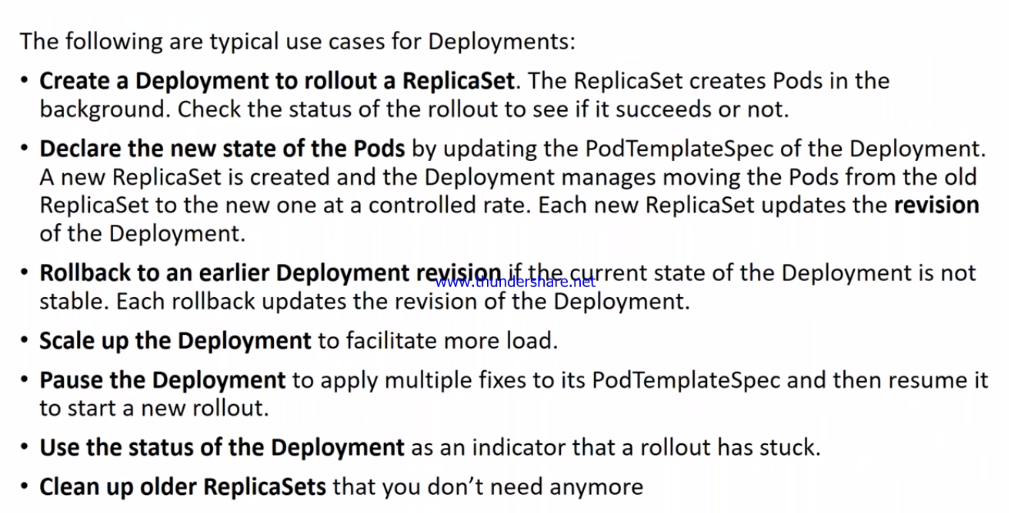 The following are typical use cases for Deployments:
• Create a Deployment to rollout a ReplicaSet. The ReplicaSet creates Pods in the
background. Check the status of the rollout to see if it succeeds or not.
• Declare the new state of the Pods by updating the PodTemplateSpec of the Deployment.
A new ReplicaSet is created and the Deployment manages moving the Pods from the old
ReplicaSet to the new one at a controlled rate. Each new ReplicaSet updates the revision
of the Deployment.
• Rollback to an earlier Deployment revision if the current state of the Deployment is not
www.thundershare.net
stable. Each rollback updates the revision of the Deployment.
• Scale up the Deployment to facilitate more load.
• Pause the Deployment to apply multiple fixes to its PodTemplateSpec and then resume it
to start a new rollout.
• Use the status of the Deployment as an indicator that a rollout has stuck.
• Clean up older ReplicaSets that you don’t need anymore